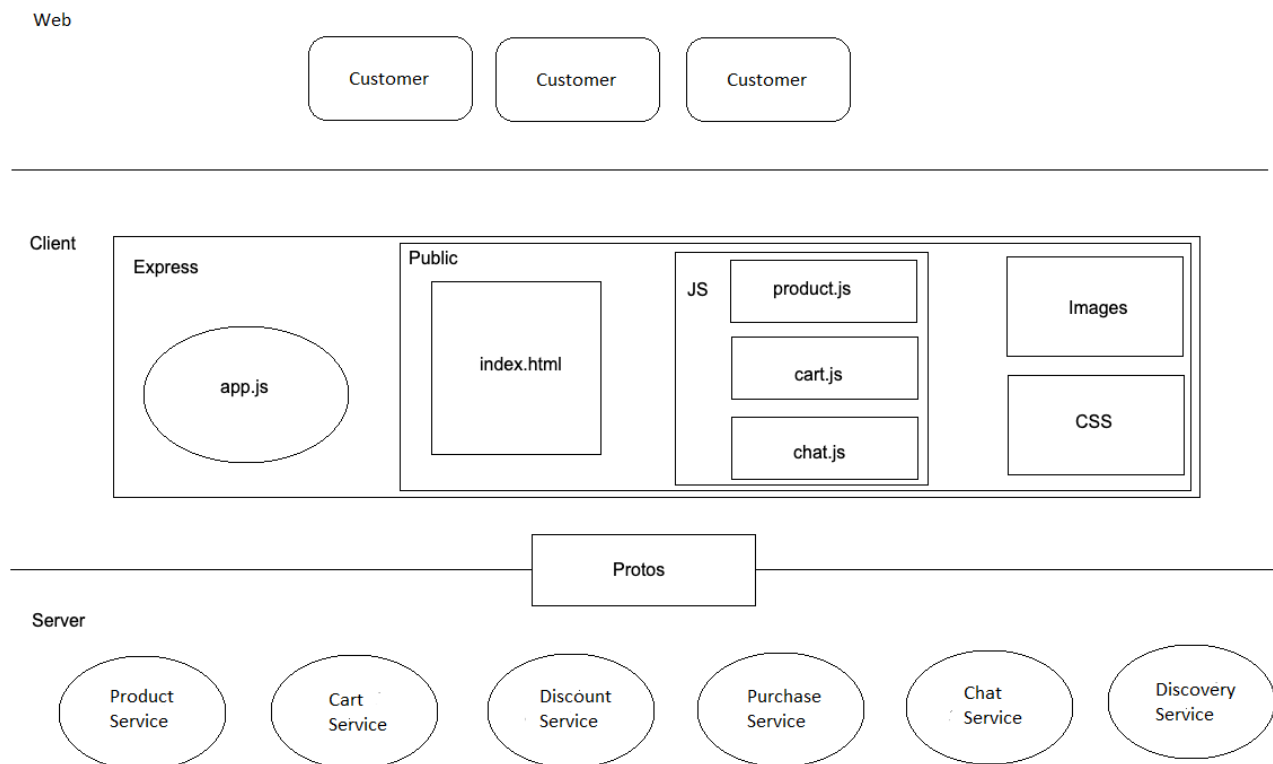 Web
Customer
Customer
Customer
Client
Express
Public
JS
product.js
Images
index.html
app.js
cart.js
CSS
chat.js
Protos
Server
Product
Service
Cart
Service
Discount
Service
Purchase
Service
Chat
Service
Discovery
Service